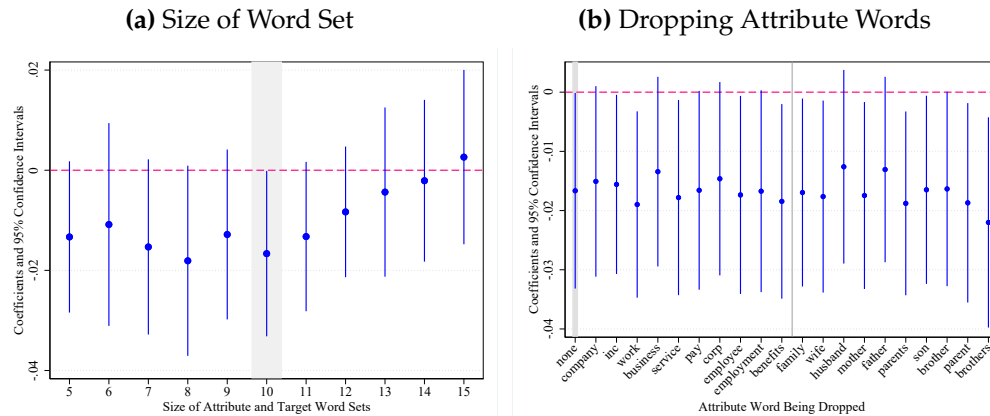 (a) Size of Word Set
Coefficients and 95% Confidence Intervals
.02
0
-.02
-.04
5 6 7 8 9 10 11 12 13 14 15
Size of Attribute and Target Word Sets
(b) Dropping Attribute Words
Coefficients and 95% Confidence Intervals
0
-.01
-.02
-.03
-.04
none
company
inc
work
business
service
pay
corp
employee
employment
benefits
family
wife
husband
mother
father
parents
son
brother
parent
brothers
Attribute Word Being Dropped